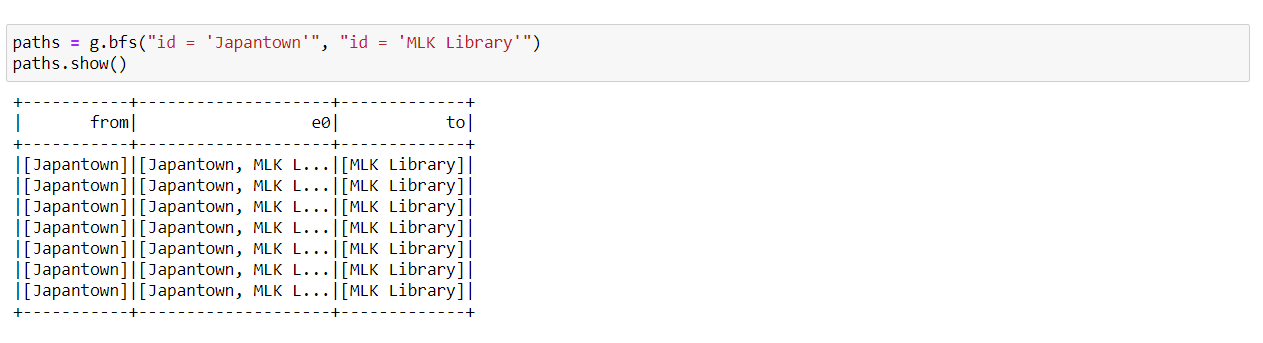 paths = g.bfs("id = 'Japantown'", "id = 'MLK Library'")
paths.show()
+-----------+--------------------+-------------+
|       from|                  e0|           to|
+-----------+--------------------+-------------+
|[Japantown]|[Japantown, MLK L...|[MLK Library]|
|[Japantown]|[Japantown, MLK L...|[MLK Library]|
|[Japantown]|[Japantown, MLK L...|[MLK Library]|
|[Japantown]|[Japantown, MLK L...|[MLK Library]|
|[Japantown]|[Japantown, MLK L...|[MLK Library]|
|[Japantown]|[Japantown, MLK L...|[MLK Library]|
|[Japantown]|[Japantown, MLK L...|[MLK Library]|
+-----------+--------------------+-------------+